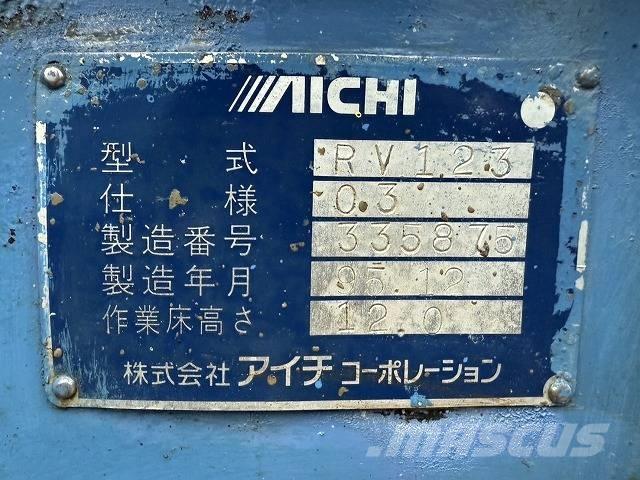 AICHI
型式 RV123
仕様 03
製造番号 335875
製造年月 95.12
作業床高さ 12.0
株式会社 アイチ コーポレーション
MASCUS